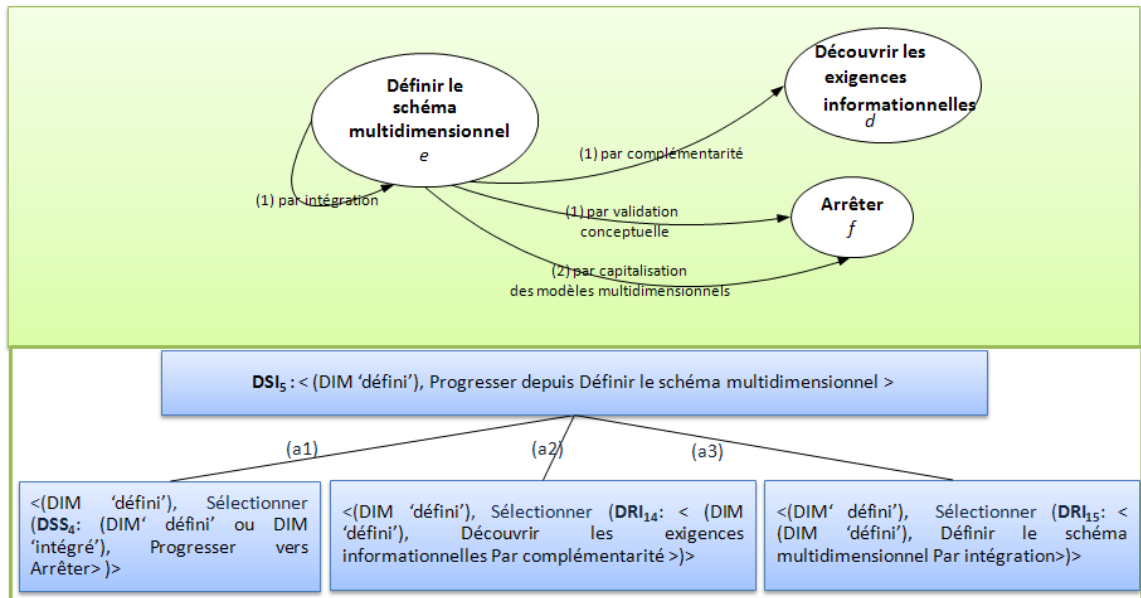 Définir le
schéma
multidimensionnel
e
Découvrir les
exigences
informationnelles
d
(1) par complémentarité
(1) par intégration
Arrêter
f
(1) par validation
conceptuelle
(2) par capitalisation
des modèles multidimensionnels
DSI5 : < (DIM ‘défini’), Progresser depuis Définir le schéma multidimensionnel >
(a1)
(a2)
(a3)
<(DIM ‘défini’), Sélectionner
(DSS4: (DIM‘ défini’ ou DIM
‘intégré’), Progresser vers
Arrêter> )>
<(DIM ‘défini’), Sélectionner (DRI14: < (DIM
‘défini’), Découvrir les exigences
informationnelles Par complémentarité >)>
<(DIM‘ défini’), Sélectionner (DRI15: <
(DIM ‘défini’), Définir le schéma
multidimensionnel Par intégration>)>